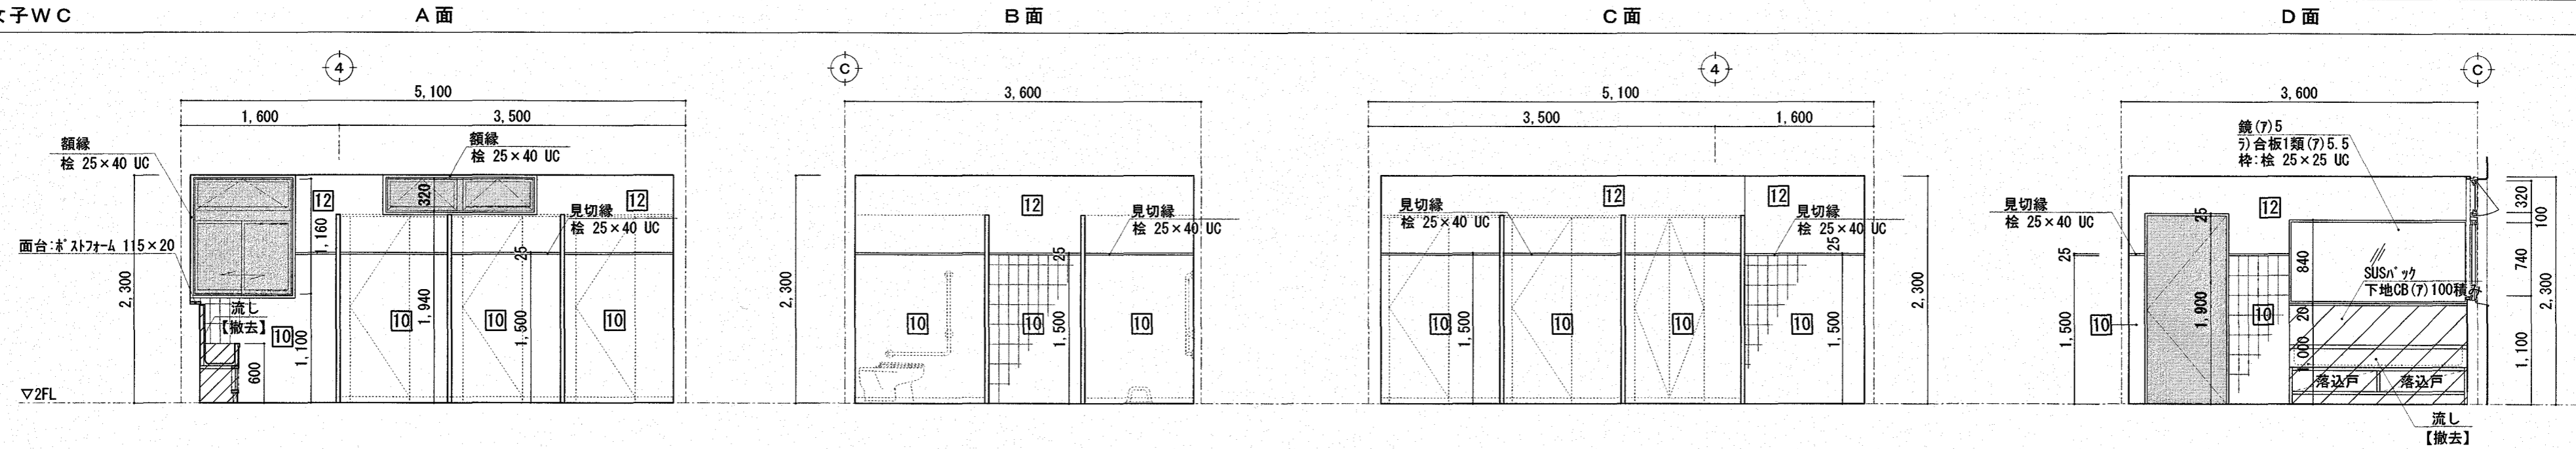 女子WC
A面
B面
C面
D面
4
C
4
C
5,100
1,600
3,500
額縁
桧 25×40 UC
額縁
桧 25×40 UC
320
12
12
1,160
見切縁
桧 25×40 UC
面台:ポストフォーム 115×20
25
2,300
流し
【撤去】
10
1,100
600
10
1,940
10
1,500
10
▽2FL
3,600
12
見切縁
桧 25×40 UC
25
2,300
10
10
1,500
10
5,100
3,500
1,600
12
12
見切縁
桧 25×40 UC
見切縁
桧 25×40 UC
25
10
1,500
10
10
10
1,500
2,300
3,600
鏡(ア)5
ラ)合板1類(ア)5.5
枠:桧 25×25 UC
見切縁
桧 25×40 UC
12
25
25
840
SUSバック
下地CB(ア)100積
320
100
740
2,300
1,100
10
1,500
1,900
10
20
1,000
落込戸
落込戸
流し
【撤去】